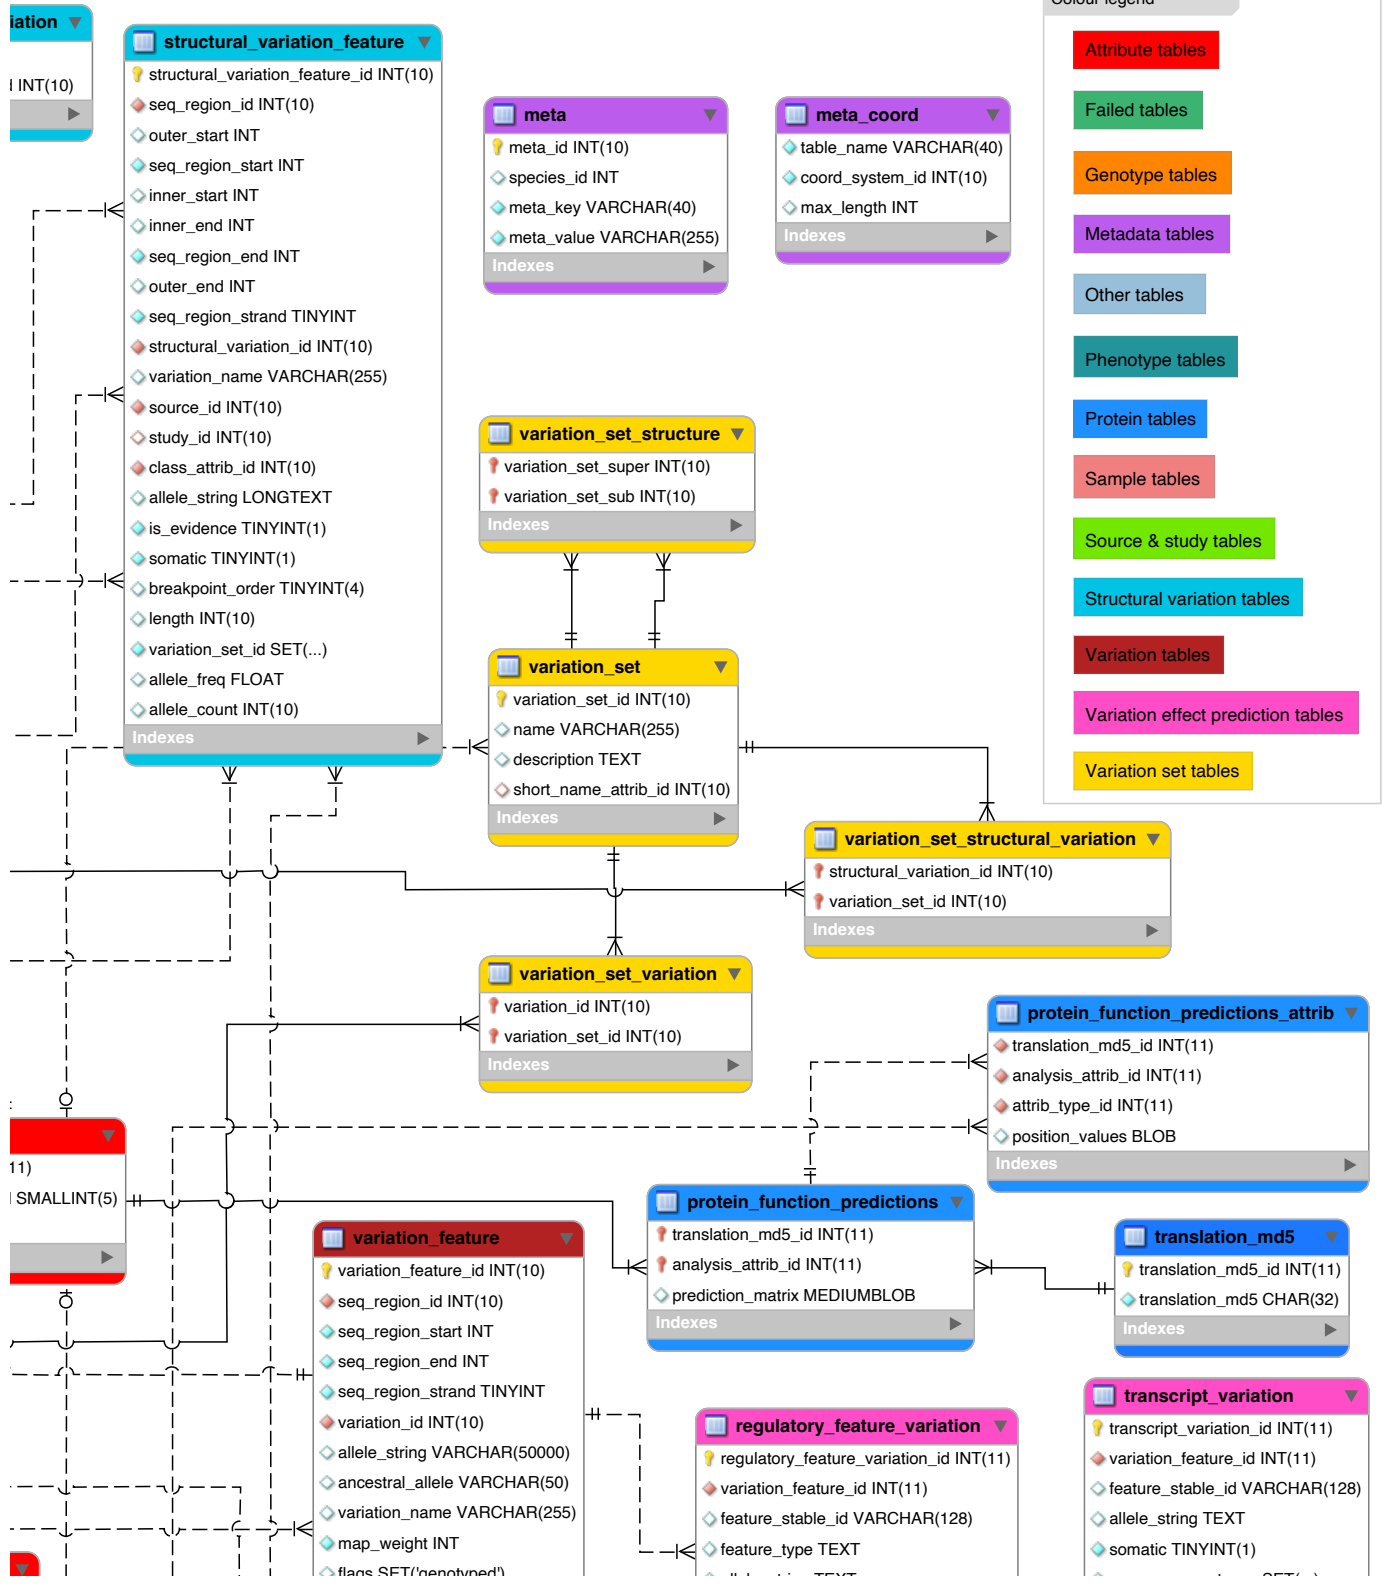 iation
I INT(10)
structural_variation_feature
structural_variation_feature_id INT(10)
seq_region_id INT(10)
outer_start INT
seq_region_start INT
inner_start INT
inner_end INT
seq_region_end INT
outer_end INT
seq_region_strand TINYINT
structural_variation_id INT(10)
variation_name VARCHAR(255)
source_id INT(10)
study_id INT(10)
class_attrib_id INT(10)
allele_string LONGTEXT
is_evidence TINYINT(1)
somatic TINYINT(1)
breakpoint_order TINYINT(4)
length INT(10)
variation_set_id SET(...)
allele_freq FLOAT
allele_count INT(10)
Indexes
meta
meta_id INT(10)
species_id INT
meta_key VARCHAR(40)
meta_value VARCHAR(255)
Indexes
meta_coord
table_name VARCHAR(40)
coord_system_id INT(10)
max_length INT
Indexes
Colour legend
Attribute tables
Failed tables
Genotype tables
Metadata tables
Other tables
Phenotype tables
Protein tables
Sample tables
Source & study tables
Structural variation tables
Variation tables
Variation effect prediction tables
Variation set tables
variation_set_structure
variation_set_super INT(10)
variation_set_sub INT(10)
Indexes
variation_set
variation_set_id INT(10)
name VARCHAR(255)
description TEXT
short_name_attrib_id INT(10)
Indexes
variation_set_structural_variation
structural_variation_id INT(10)
variation_set_id INT(10)
Indexes
variation_set_variation
variation_id INT(10)
variation_set_id INT(10)
Indexes
protein_function_predictions_attrib
translation_md5_id INT(11)
analysis_attrib_id INT(11)
attrib_type_id INT(11)
position_values BLOB
Indexes
11)
SMALLINT(5)
protein_function_predictions
translation_md5_id INT(11)
analysis_attrib_id INT(11)
prediction_matrix MEDIUMBLOB
Indexes
translation_md5
translation_md5_id INT(11)
translation_md5 CHAR(32)
Indexes
variation_feature
variation_feature_id INT(10)
seq_region_id INT(10)
seq_region_start INT
seq_region_end INT
seq_region_strand TINYINT
variation_id INT(10)
allele_string VARCHAR(50000)
ancestral_allele VARCHAR(50)
variation_name VARCHAR(255)
map_weight INT
flags SET('genotyped')
regulatory_feature_variation
regulatory_feature_variation_id INT(11)
variation_feature_id INT(11)
feature_stable_id VARCHAR(128)
feature_type TEXT
transcript_variation
transcript_variation_id INT(11)
variation_feature_id INT(11)
feature_stable_id VARCHAR(128)
allele_string TEXT
somatic TINYINT(1)